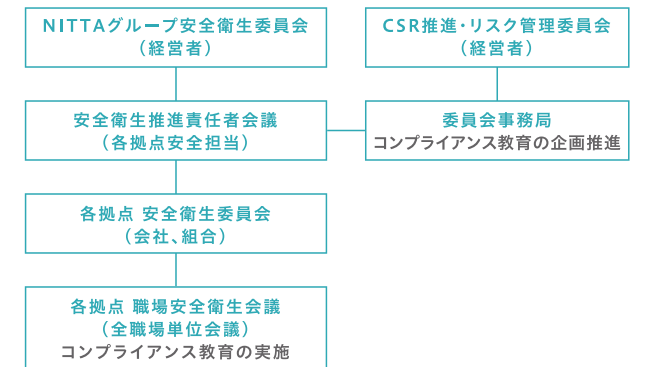 NITTAグループ安全衛生委員会
（経営者）
CSR推進・リスク管理委員会
（経営者）
安全衛生推進責任者会議
（各拠点安全担当）
委員会事務局
コンプライアンス教育の企画推進
各拠点 安全衛生委員会
（会社、組合）
各拠点 職場安全衛生会議
（全職場単位会議）
コンプライアンス教育の実施